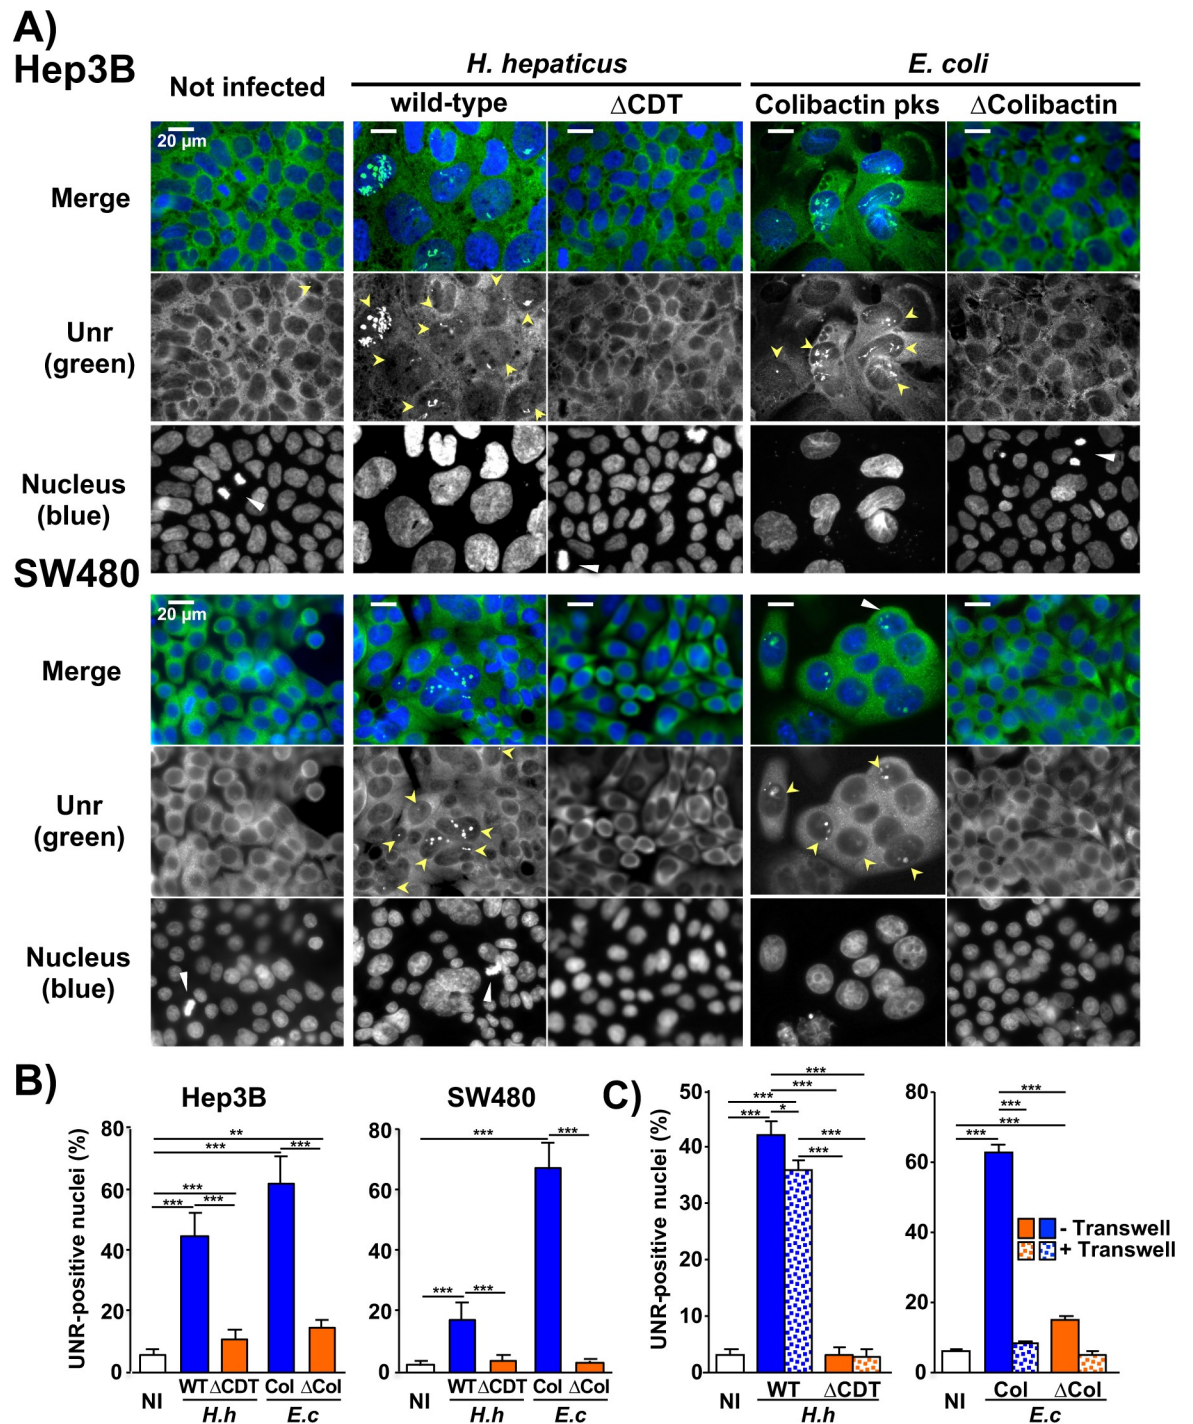 A)
Hep3B
Not infected
H. hepaticus
E. coli
wild-type
ΔCDT
Colibactin pks
ΔColibactin
20 µm
Merge
Unr
(green)
Nucleus
(blue)
SW480
20 µm
Merge
Unr
(green)
Nucleus
(blue)
B)
Hep3B
UNR-positive nuclei (%)
80
60
40
20
0
**
***
***
***
***
***
***
NI
WT ΔCDT
H.h
Col ΔCol
E.c
SW480
80
60
40
20
0
***
***
***
***
NI
WT ΔCDT
H.h
Col ΔCol
E.c
C)
UNR-positive nuclei (%)
50
40
30
20
10
0
***
***
***
***
*
***
***
NI
WT
ΔCDT
H.h
80
60
40
20
0
***
***
***
***
- Transwell
+ Transwell
NI
Col
ΔCol
E.c